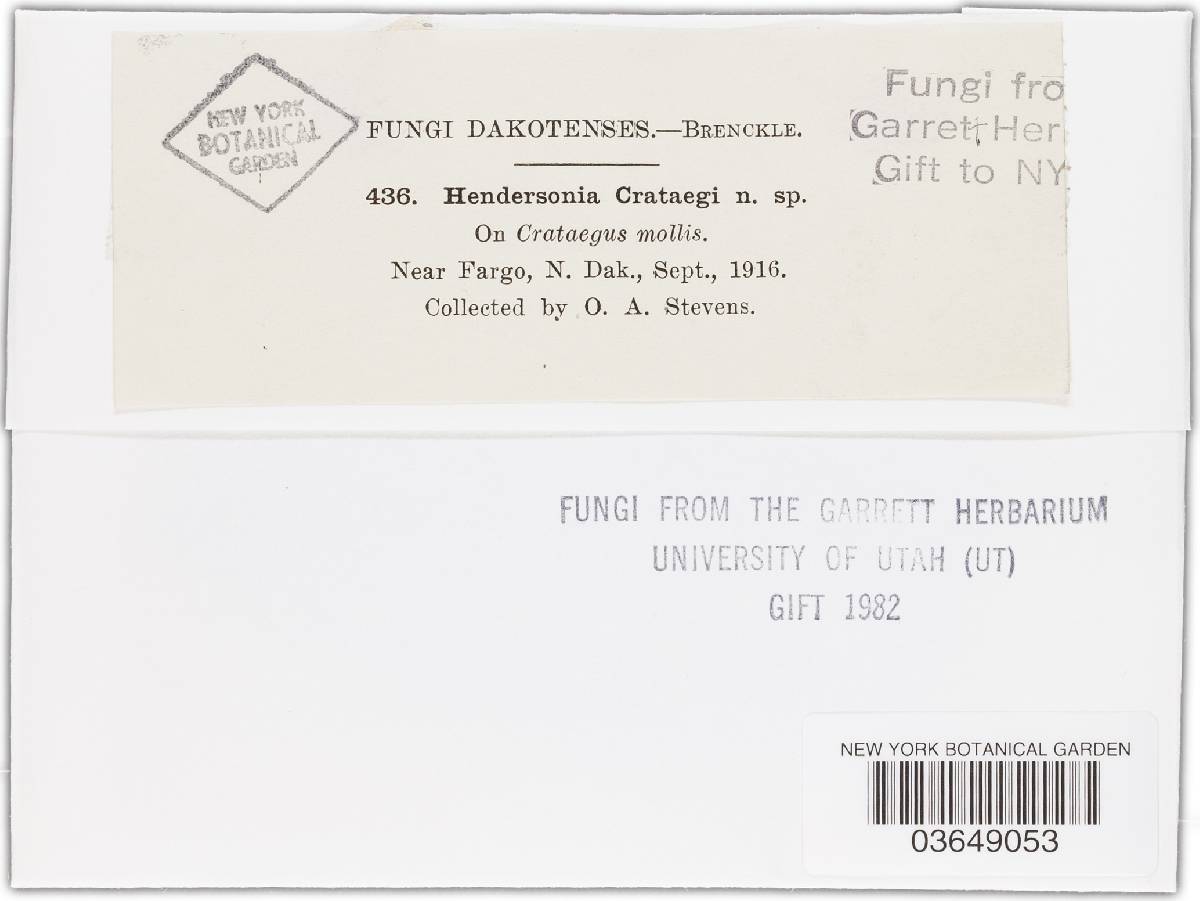 NEW YORK
BOTANICAL
GARDEN
FUNGI DAKOTENSES.—BRENCKLE.
Fungi fro
Garrett Her
Gift to NY
436. Hendersonia Crataegi n. sp.
On Crataegus mollis.
Near Fargo, N. Dak., Sept., 1916.
Collected by O. A. Stevens.
FUNGI FROM THE GARRETT HERBARIUM
UNIVERSITY OF UTAH (UT)
GIFT 1982
NEW YORK BOTANICAL GARDEN
03649053